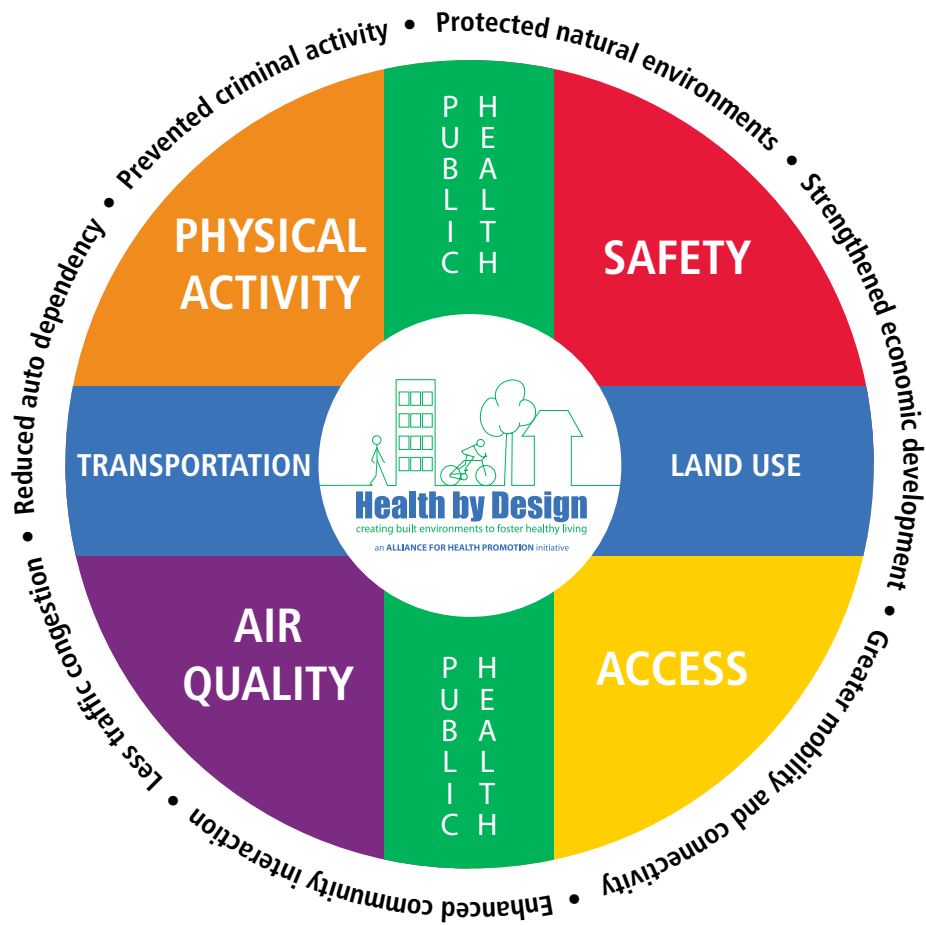 Prevented criminal activity • Protected natural environments • Strengthened economic development • Greater mobility and connectivity • Enhanced community interaction • Less traffic congestion • Reduced auto dependency •
PUBLIC HEALTH
PHYSICAL
ACTIVITY
SAFETY
TRANSPORTATION
LAND USE
Health by Design
creating built environments to foster healthy living
an ALLIANCE FOR HEALTH PROMOTION initiative
AIR
QUALITY
ACCESS
PUBLIC HEALTH